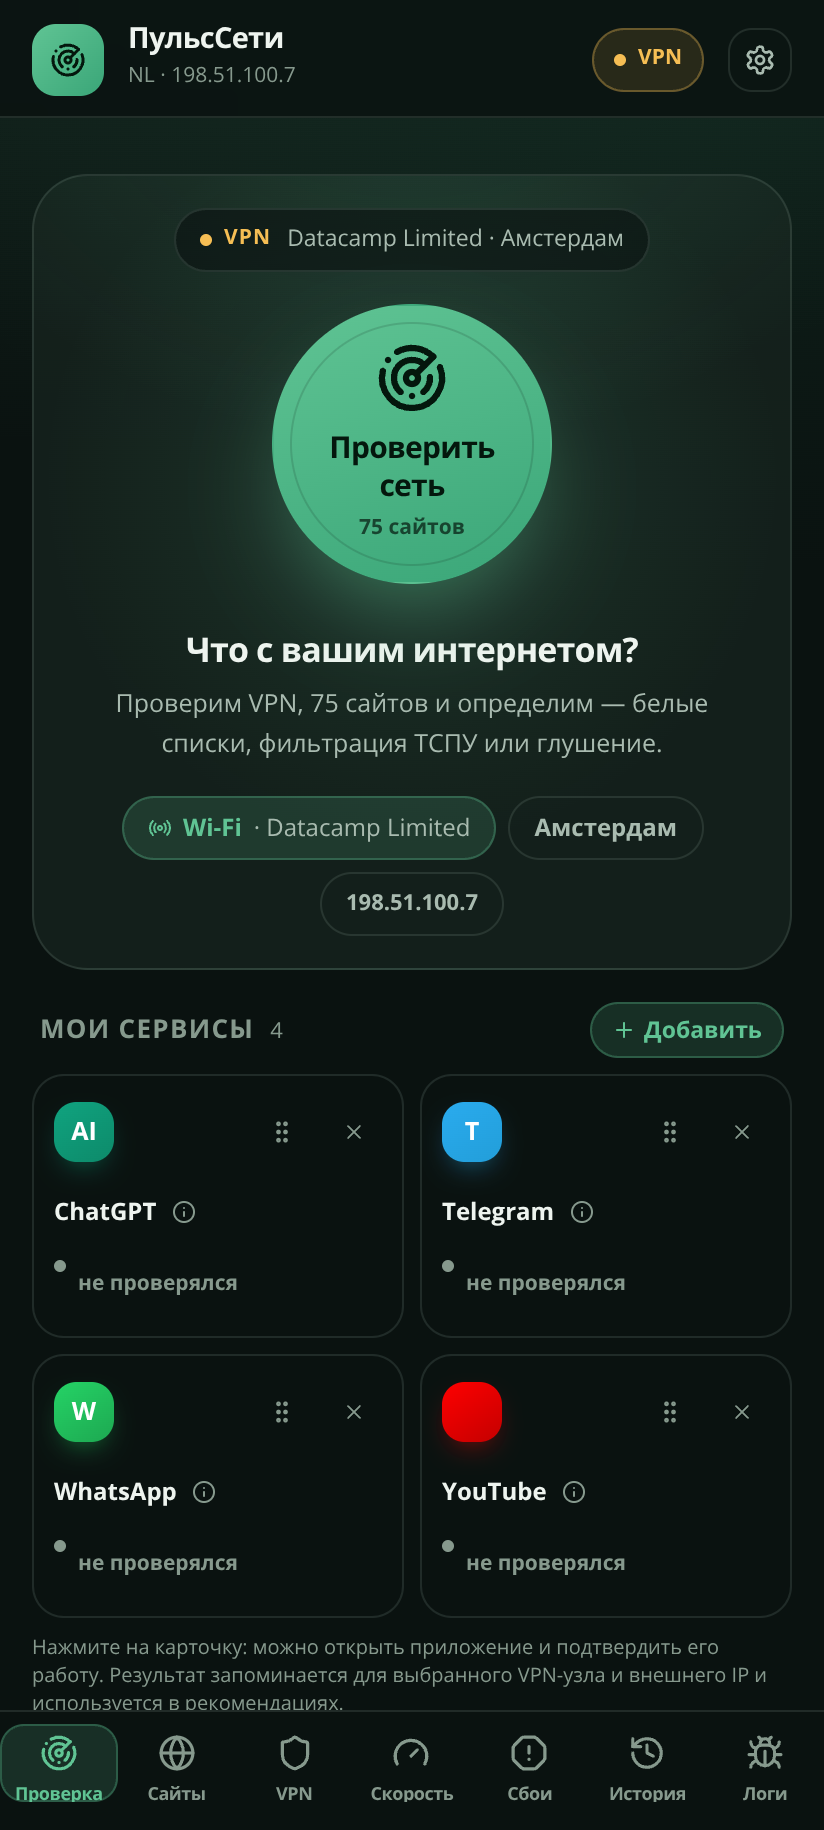 ПульсСети
NL · 198.51.100.7
VPN
VPN Datacamp Limited · Амстердам
Проверить
сеть
75 сайтов
Что с вашим интернетом?
Проверим VPN, 75 сайтов и определим — белые
списки, фильтрация ТСПУ или глушение.
Wi-Fi · Datacamp Limited
Амстердам
198.51.100.7
МОИ СЕРВИСЫ 4
+ Добавить
AI
ChatGPT
не проверялся
T
Telegram
не проверялся
W
WhatsApp
не проверялся
YouTube
не проверялся
Нажмите на карточку: можно открыть приложение и подтвердить его
работу. Результат запоминается для выбранного VPN-узла и внешнего IP и
используется в рекомендациях.
Проверка
Сайты
VPN
Скорость
Сбои
История
Логи